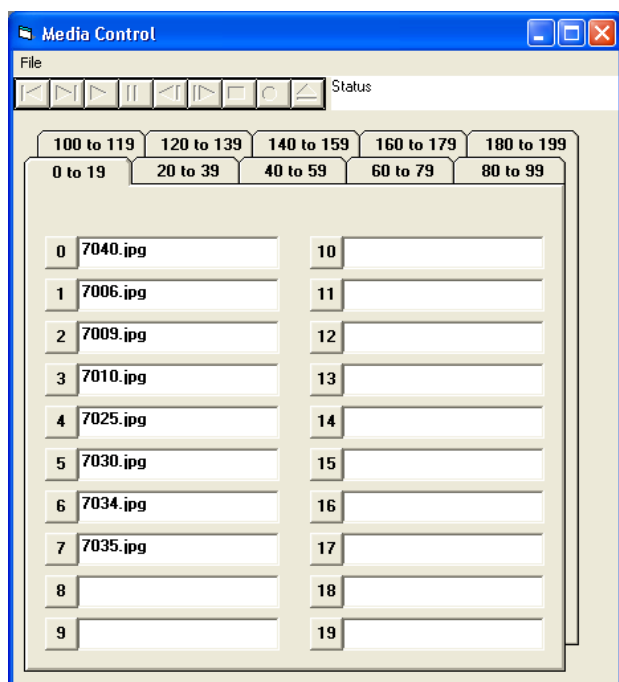 Media Control
File
Status
100 to 119 120 to 139 140 to 159 160 to 179 180 to 199
0 to 19 20 to 39 40 to 59 60 to 79 80 to 99
0 7040.jpg 10
1 7006.jpg 11
2 7009.jpg 12
3 7010.jpg 13
4 7025.jpg 14
5 7030.jpg 15
6 7034.jpg 16
7 7035.jpg 17
8 18
9 19